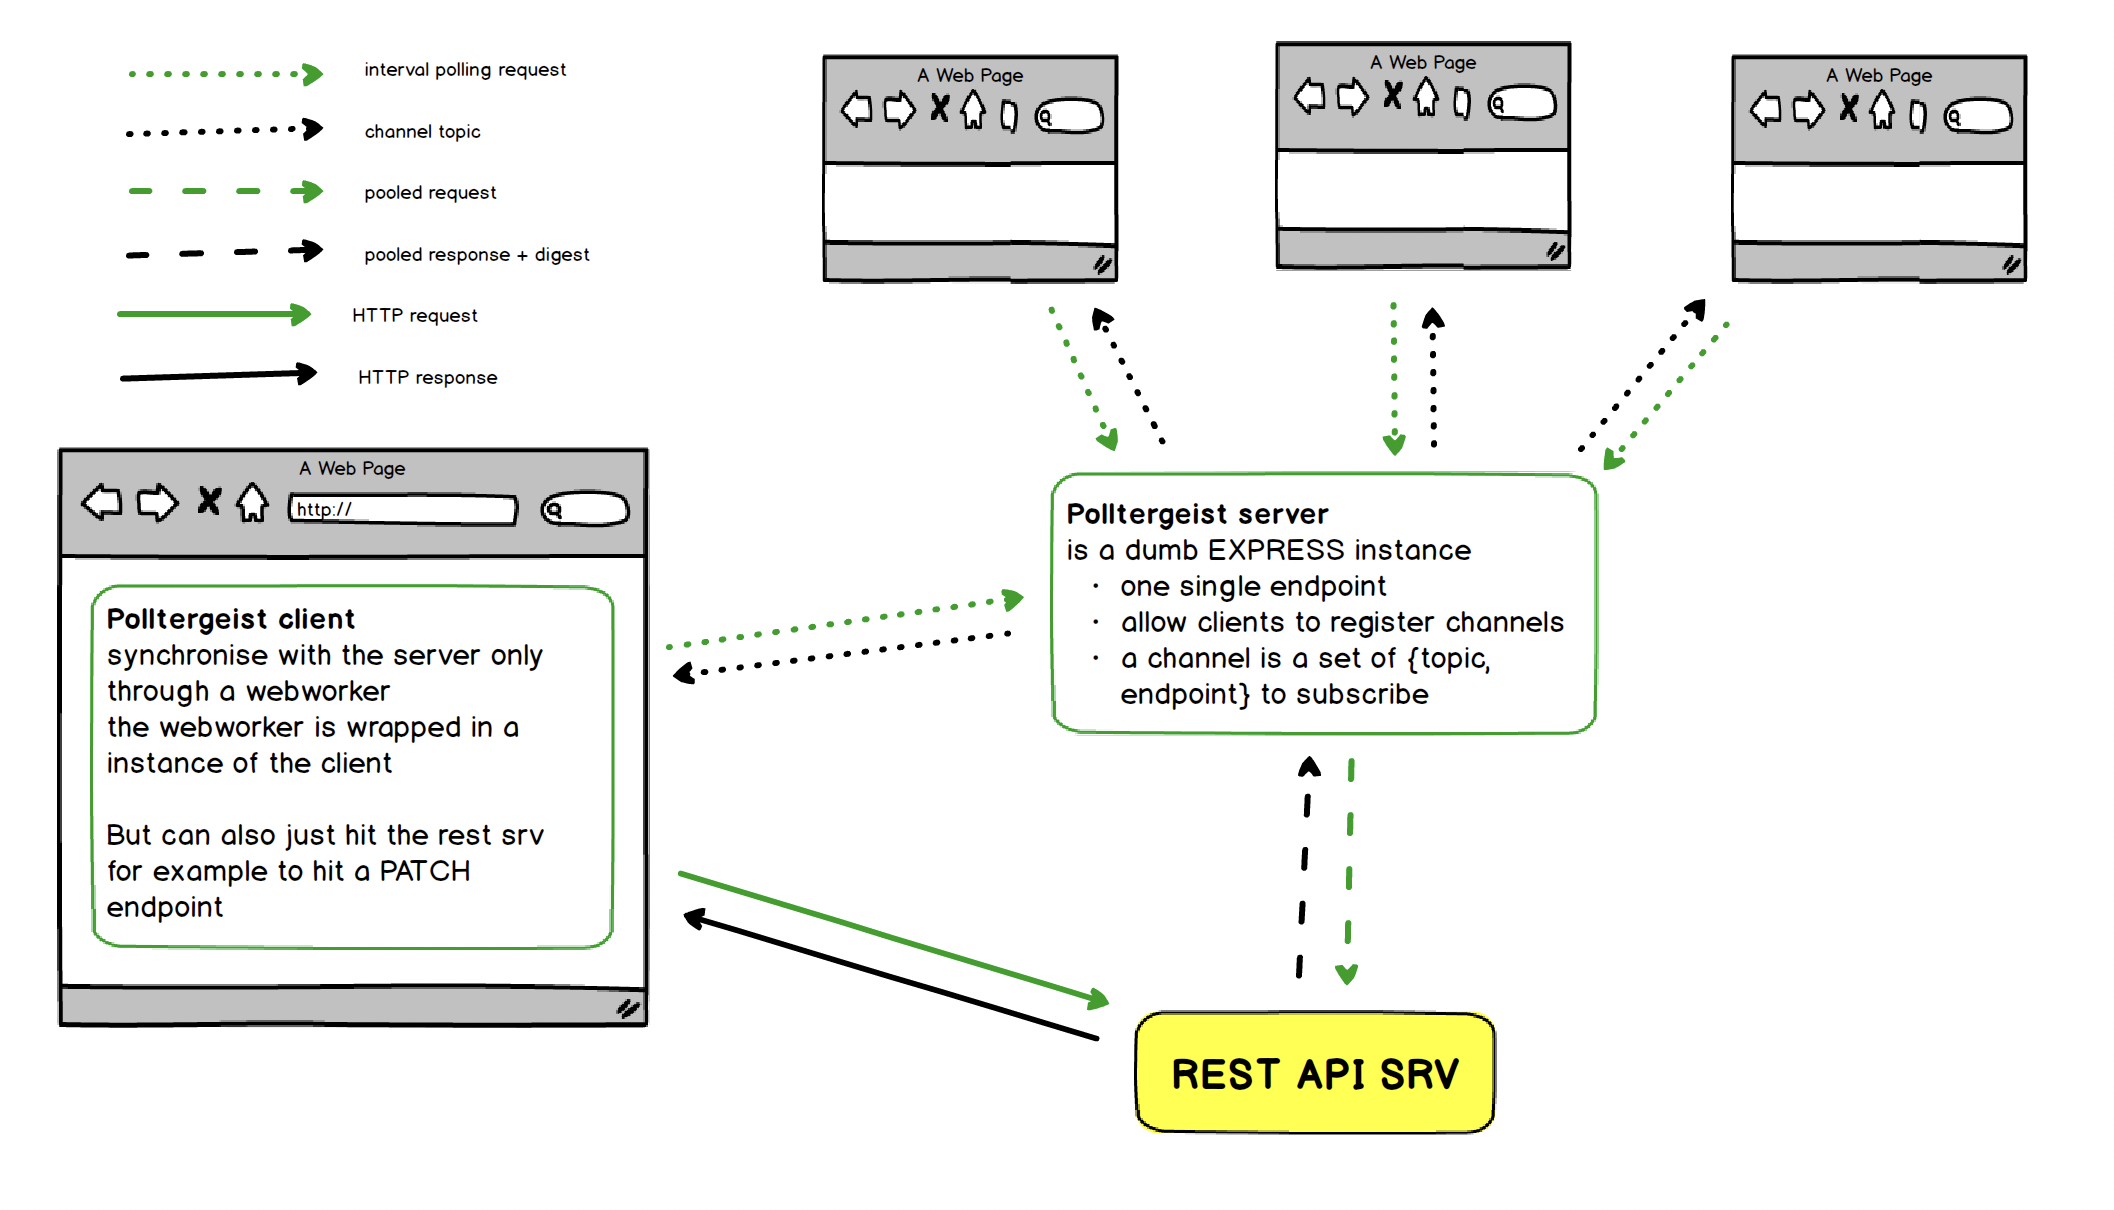 interval polling request
channel topic
pooled request
pooled response + digest
HTTP request
HTTP response
A Web Page
A Web Page
A Web Page
A Web Page
http://
Polltergeist client
synchronise with the server only
through a webworker
the webworker is wrapped in a
instance of the client
But can also just hit the rest srv
for example to hit a PATCH
endpoint
Polltergeist server
is a dumb EXPRESS instance
· one single endpoint
· allow clients to register channels
· a channel is a set of {topic,
endpoint} to subscribe
REST API SRV